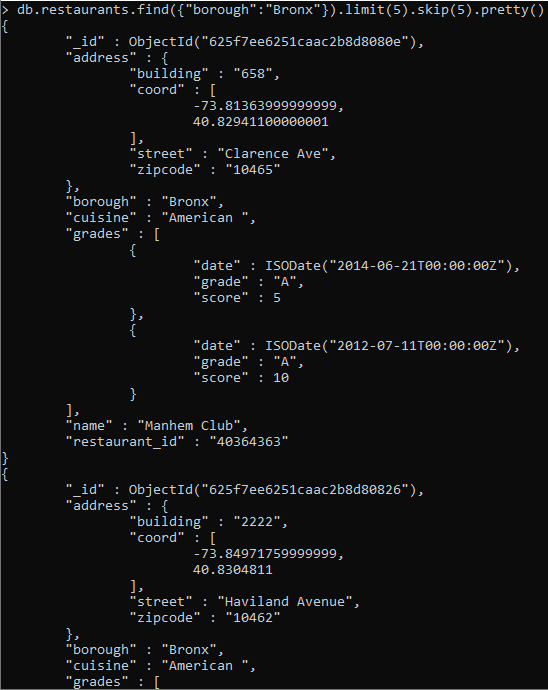 > db.restaurants.find({"borough":"Bronx"}).limit(5).skip(5).pretty()
{
        "_id" : ObjectId("625f7ee6251caac2b8d8080e"),
        "address" : {
                "building" : "658",
                "coord" : [
                        -73.81363999999999,
                        40.82941100000001
                ],
                "street" : "Clarence Ave",
                "zipcode" : "10465"
        },
        "borough" : "Bronx",
        "cuisine" : "American ",
        "grades" : [
                {
                        "date" : ISODate("2014-06-21T00:00:00Z"),
                        "grade" : "A",
                        "score" : 5
                },
                {
                        "date" : ISODate("2012-07-11T00:00:00Z"),
                        "grade" : "A",
                        "score" : 10
                }
        ],
        "name" : "Manhem Club",
        "restaurant_id" : "40364363"
}
{
        "_id" : ObjectId("625f7ee6251caac2b8d80826"),
        "address" : {
                "building" : "2222",
                "coord" : [
                        -73.84971759999999,
                        40.8304811
                ],
                "street" : "Haviland Avenue",
                "zipcode" : "10462"
        },
        "borough" : "Bronx",
        "cuisine" : "American ",
        "grades" : [